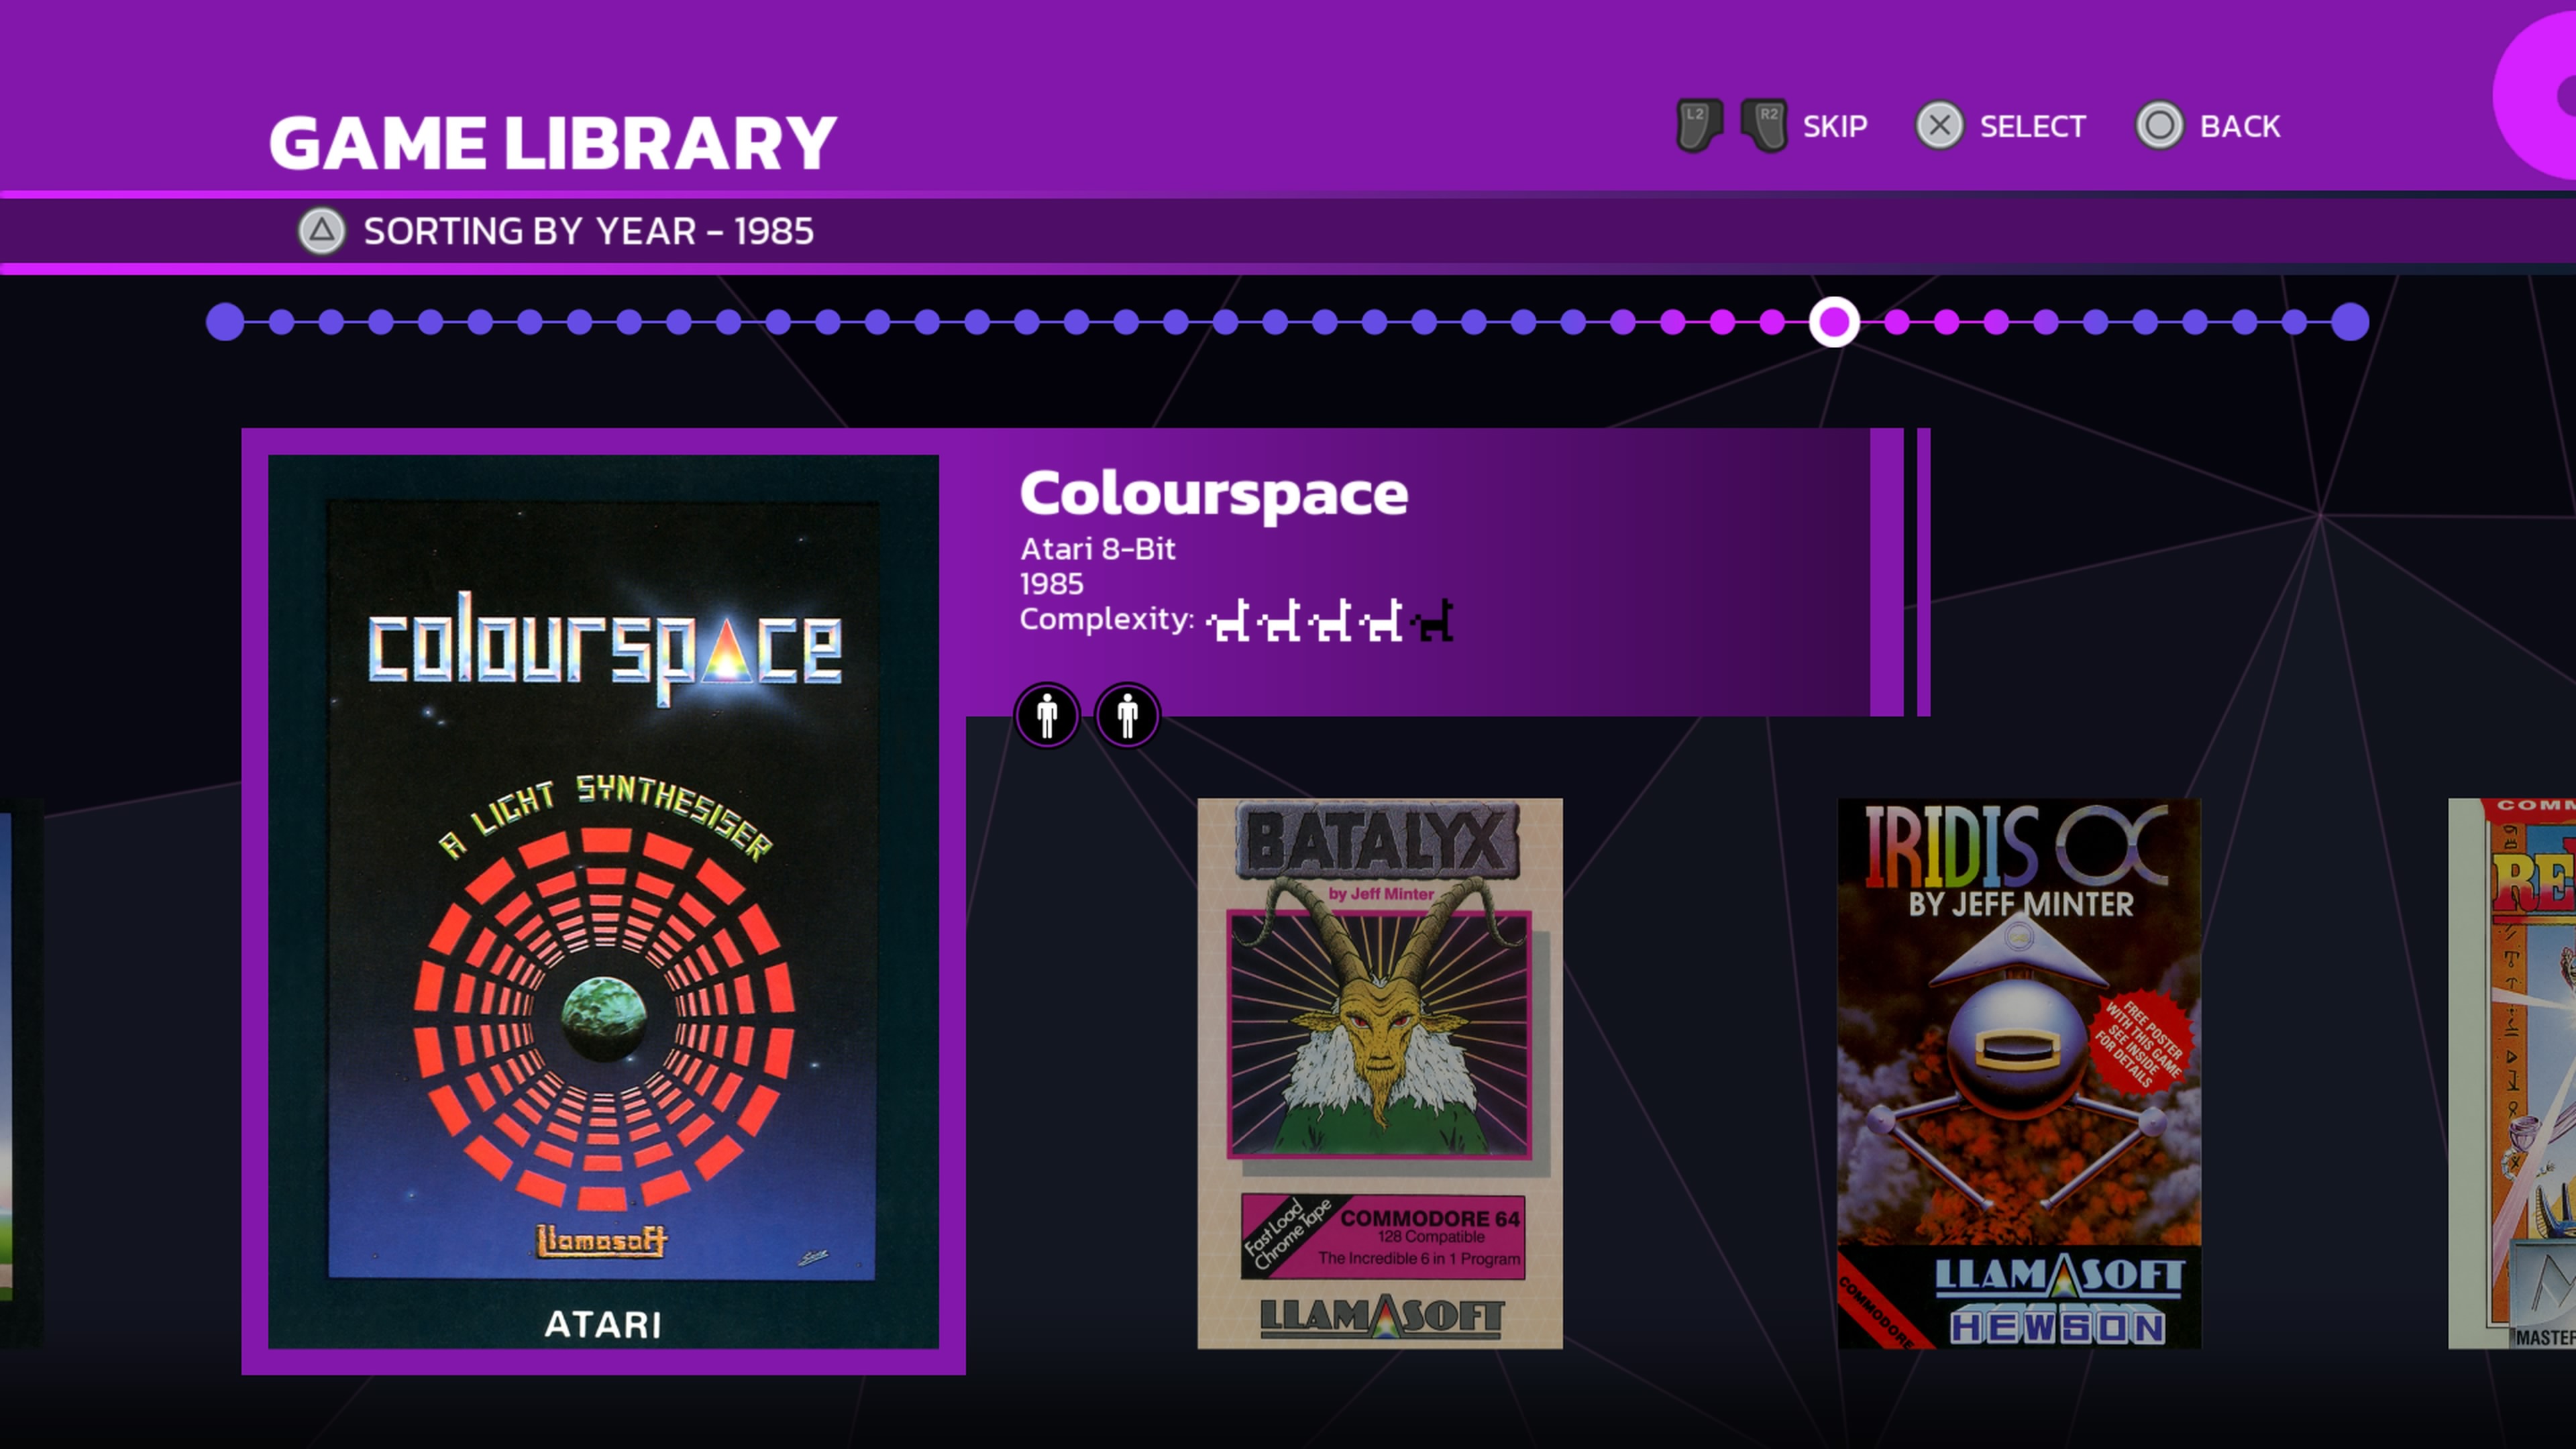 GAME LIBRARY
L2 R2 SKIP SELECT BACK
SORTING BY YEAR - 1985
Colourspace
Atari 8-Bit
1985
Complexity:
colourspace
A LIGHT SYNTHESISER
llamasoft
ATARI
BATALYX
by Jeff Minter
Fast Load
Chrome Tape
COMMODORE 64
128 Compatible
The Incredible 6 in 1 Program
LLAMASOFT
IRIDIS
BY JEFF MINTER
FREE POSTER
WITH THIS GAME
SEE INSIDE
FOR DETAILS
COMMODORE
LLAMASOFT
HEWSON
COMM
RE
MASTER